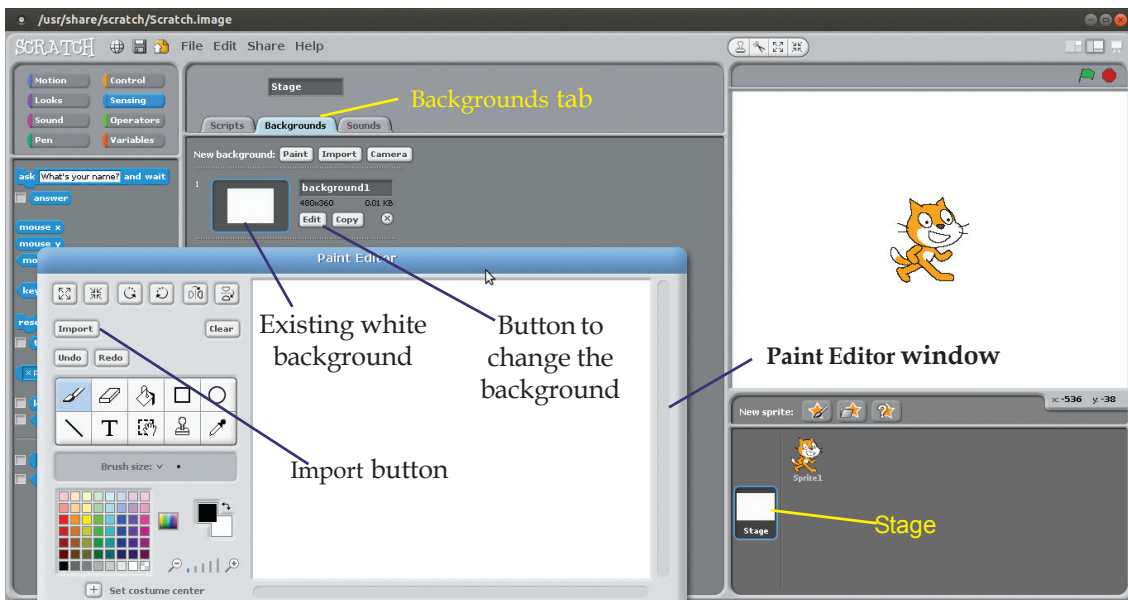 /usr/share/scratch/Scratch.image
SCRATCH File Edit Share Help
Motion Control
Looks Sensing
Sound Operators
Pen Variables
Stage
Backgrounds tab
Scripts Backgrounds Sounds
New background: Paint Import Camera
1
background1
480x360 0.01 KB
Edit Copy
ask What's your name? and wait
answer
mouse x
mouse y
mo
key
rese
Paint Editor
Import Clear
Undo Redo
Existing white
background
Button to
change the
background
Paint Editor window
Import button
T
Brush size:
Set costume center
x: -536 y: -38
New sprite:
Sprite1
Stage
Stage